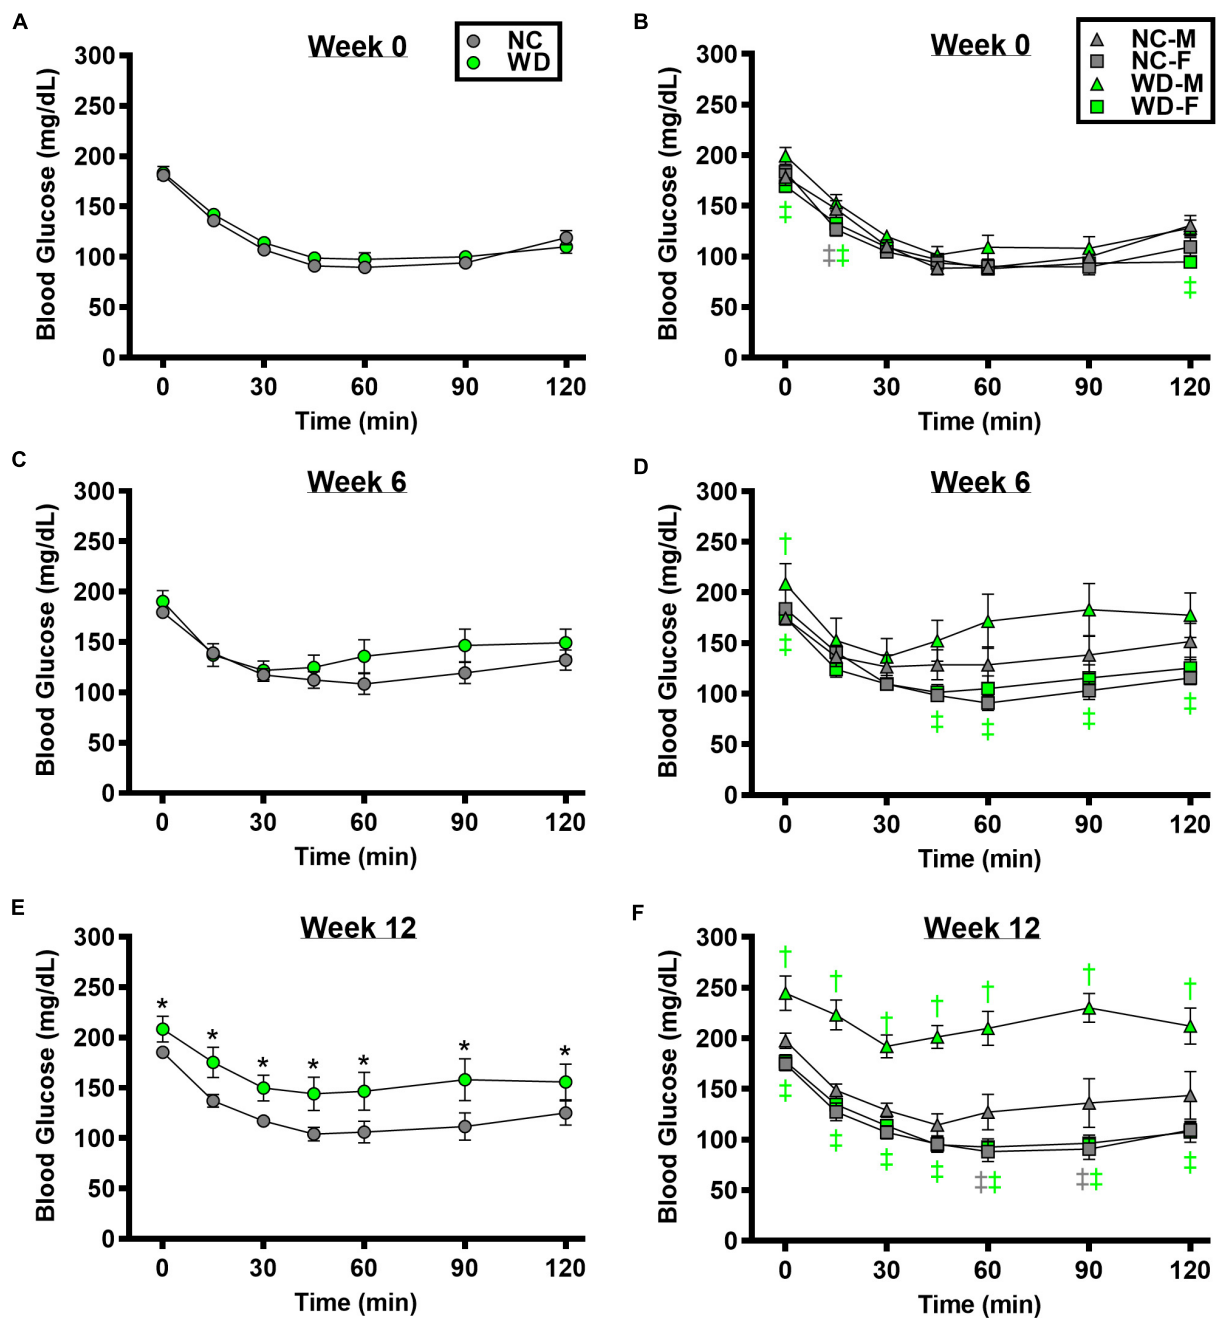 A
Week 0
NC
WD
Blood Glucose (mg/dL)
300
250
200
150
100
50
0
0 30 60 90 120
Time (min)
B
Week 0
NC-M
NC-F
WD-M
WD-F
Blood Glucose (mg/dL)
300
250
200
150
100
50
0
‡
‡‡
‡
0 30 60 90 120
Time (min)
C
Week 6
Blood Glucose (mg/dL)
300
250
200
150
100
50
0
0 30 60 90 120
Time (min)
D
Week 6
Blood Glucose (mg/dL)
300
250
200
150
100
50
0
†
‡
‡ ‡ ‡ ‡
0 30 60 90 120
Time (min)
E
Week 12
Blood Glucose (mg/dL)
300
250
200
150
100
50
0
* * * * * * *
0 30 60 90 120
Time (min)
F
Week 12
Blood Glucose (mg/dL)
300
250
200
150
100
50
0
† † † † † † †
‡ ‡ ‡ ‡ ‡‡ ‡‡ ‡
0 30 60 90 120
Time (min)